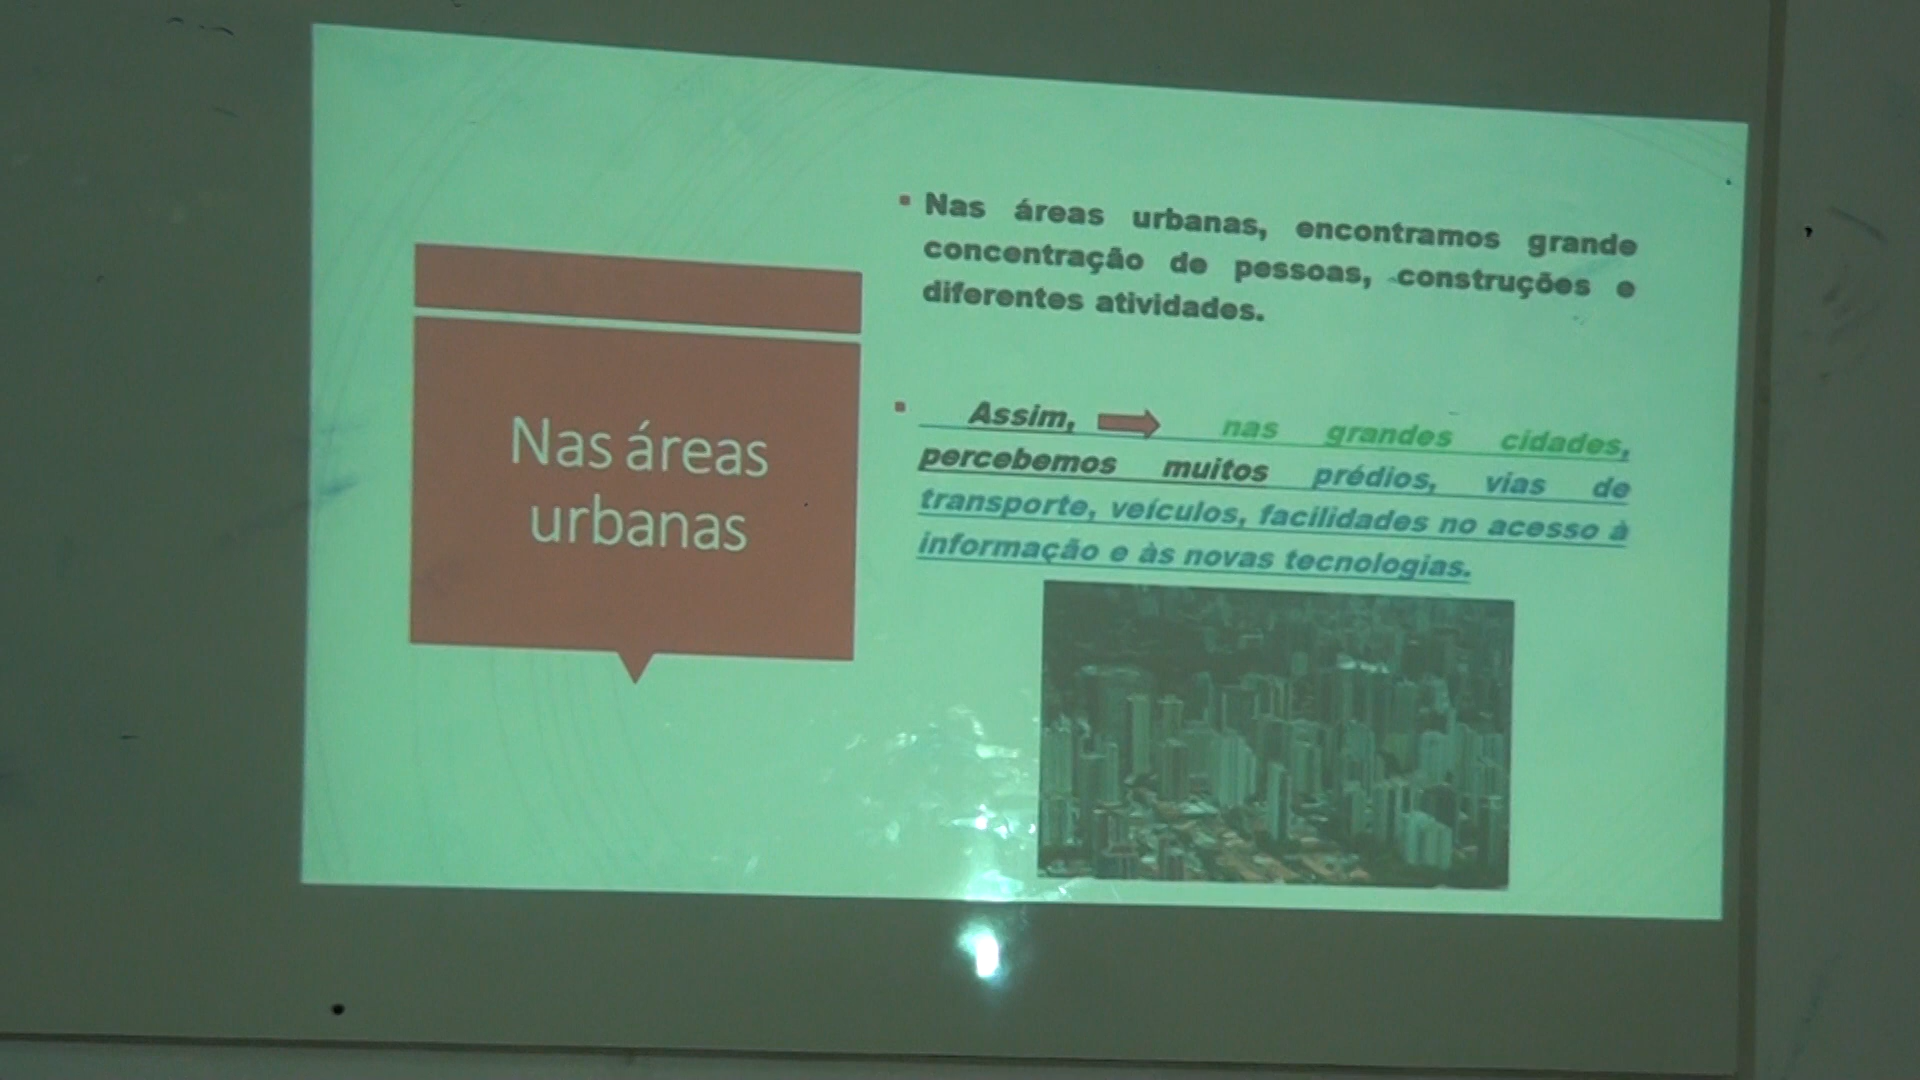 Nas áreas
urbanas
Nas áreas urbanas, encontramos grande
concentração de pessoas, construções e
diferentes atividades.
Assim, nas grandes cidades,
percebemos muitos prédios, vias de
transporte, veículos, facilidades no acesso à
informação e às novas tecnologias.